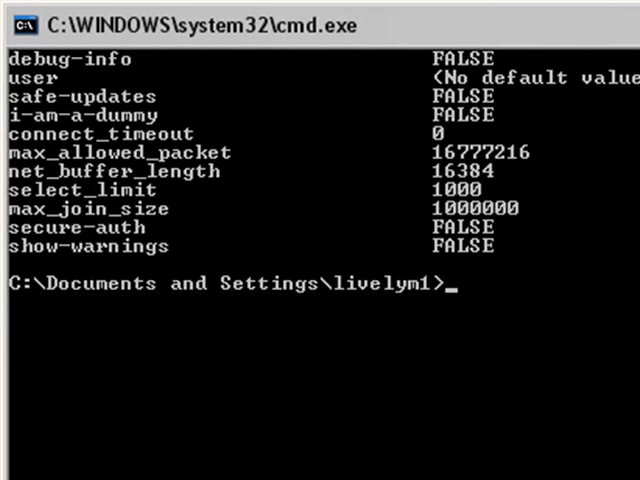 C:\WINDOWS\system32\cmd.exe
debug-info FALSE
user (No default value
safe-updates FALSE
i-am-a-dummy FALSE
connect_timeout 0
max_allowed_packet 16777216
net_buffer_length 16384
select_limit 1000
max_join_size 1000000
secure-auth FALSE
show-warnings FALSE
C:\Documents and Settings\livelym1>_